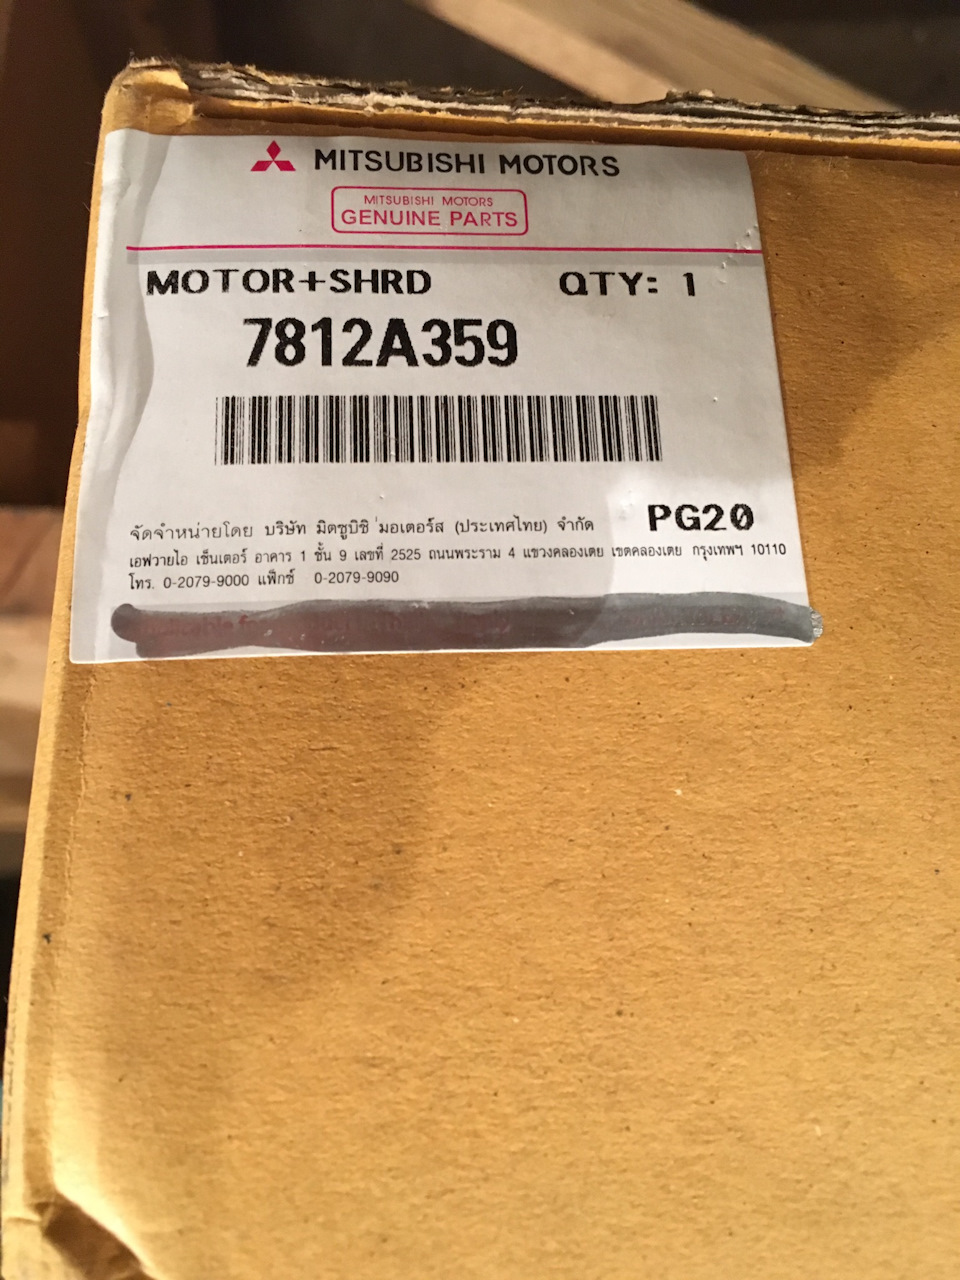 MITSUBISHI MOTORS
MITSUBISHI MOTORS
GENUINE PARTS
MOTOR+SHRD QTY: 1
7812A359
จัดจำหน่ายโดย บริษัท มิตซูบิชิ มอเตอร์ส (ประเทศไทย) จำกัด PG20
เอฟวายไอ เซ็นเตอร์ อาคาร 1 ชั้น 9 เลขที่ 2525 ถนนพระราม 4 แขวงคลองเตย เขตคลองเตย กรุงเทพฯ 10110
โทร. 0-2079-9000 แฟ็กซ์ 0-2079-9090